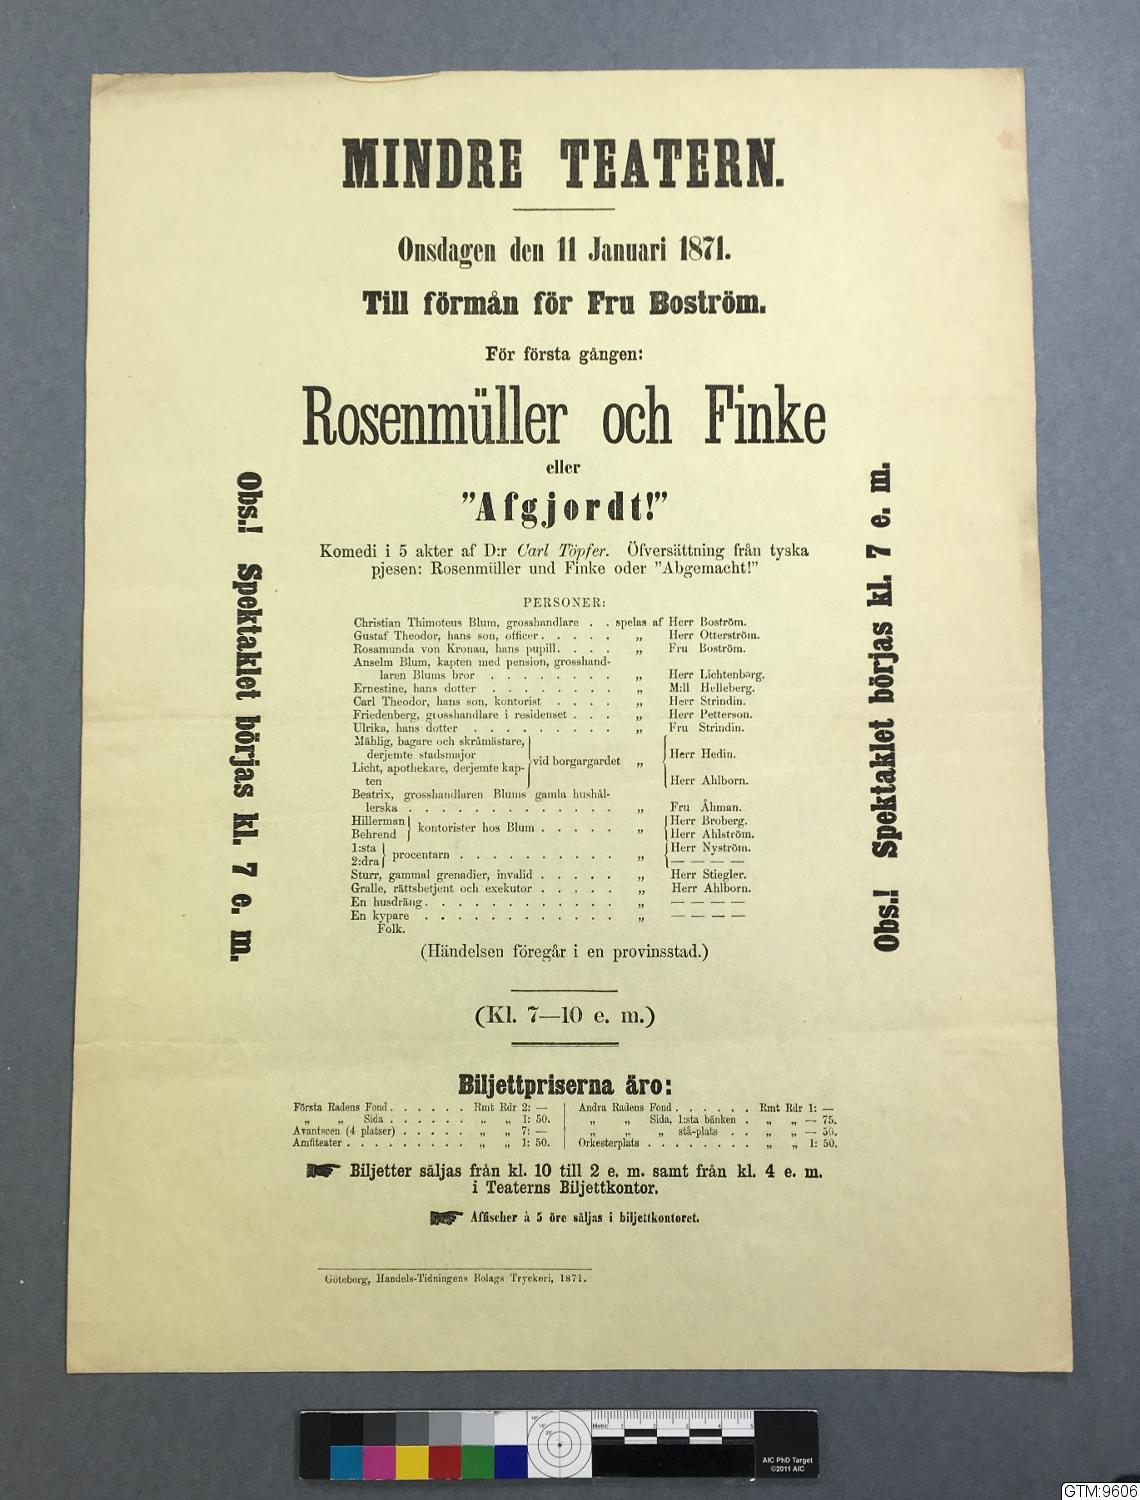 MINDRE TEATERN.
Onsdagen den 11 Januari 1871.
Till förmån för Fru Boström.
För första gången:
Rosenmüller och Finke
eller
”Afgjordt!”
Komedi i 5 akter af D:r Carl Töpfer. Öfversättning från tyska
pjesen: Rosenmüller und Finke oder ”Abgemacht!”
PERSONER:
Christian Thimoteus Blum, grosshandlare . . spelas af Herr Boström.
Gustaf Theodor, hans son, officer . . . . . „ Herr Otterström.
Rosamunda von Kronau, hans pupill. . . . „ Fru Boström.
Anselm Blum, kapten med pension, grosshand-
laren Blums bror . . . . . . . . „ Herr Lichtenberg.
Ernestine, hans dotter . . . . . . . . „ M:ll Helleberg.
Carl Theodor, hans son, kontorist . . . . „ Herr Strindin.
Friedenberg, grosshandlare i residenset . . . „ Herr Petterson.
Ulrika, hans dotter . . . . . . . . . „ Fru Strindin.
Mählig, bagare och skråmästare,
derjemte stadsmajor Herr Hedin.
vid borgargardet „
Licht, apothekare, derjemte kap-
ten Herr Ahlborn.
Beatrix, grosshandlaren Blums gamla hushål-
lerska . . . . . . . . . . . . . „ Fru Åhman.
Hillerman Herr Broberg.
kontorister hos Blum . . . . . „
Behrend Herr Ahlström.
1:sta Herr Nyström.
procentarn . . . . . . . . . . „
2:dra — — — —
Sturr, gammal grenadier, invalid . . . . . „ Herr Stiegler.
Gralle, rättsbetjent och exekutor . . . . . „ Herr Ahlborn.
En husdräng . . . . . . . . . . . . „ — — — —
En kypare . . . . . . . . . . . . „ — — — —
Folk.
(Händelsen föregår i en provinsstad.)
(Kl. 7—10 e. m.)
Obs.! Spektaklet börjas kl. 7 e. m.
Obs.! Spektaklet börjas kl. 7 e. m.
Biljettpriserna äro:
Första Radens Fond . . . . . . Rmt Rdr 2: —
„ „ Sida . . . . . . „ „ 1: 50.
Avantscen (4 platser) . . . . . „ „ 7: —
Amfiteater . . . . . . . . . „ „ 1: 50.
Andra Radens Fond . . . . . . Rmt Rdr 1: —
„ „ Sida, 1:sta bänken . „ „ — 75.
„ „ „ stå-plats . . „ „ — 50.
Orkesterplats . . . . . . . . „ „ 1: 50.
☛ Biljetter säljas från kl. 10 till 2 e. m. samt från kl. 4 e. m.
i Teaterns Biljettkontor.
☛ Affischer à 5 öre säljas i biljettkontoret.
Göteborg, Handels-Tidningens Bolags Tryckeri, 1871.
Metric 1 2 3 4 5
AIC PhD Target
©2011 AIC
GTM:9606